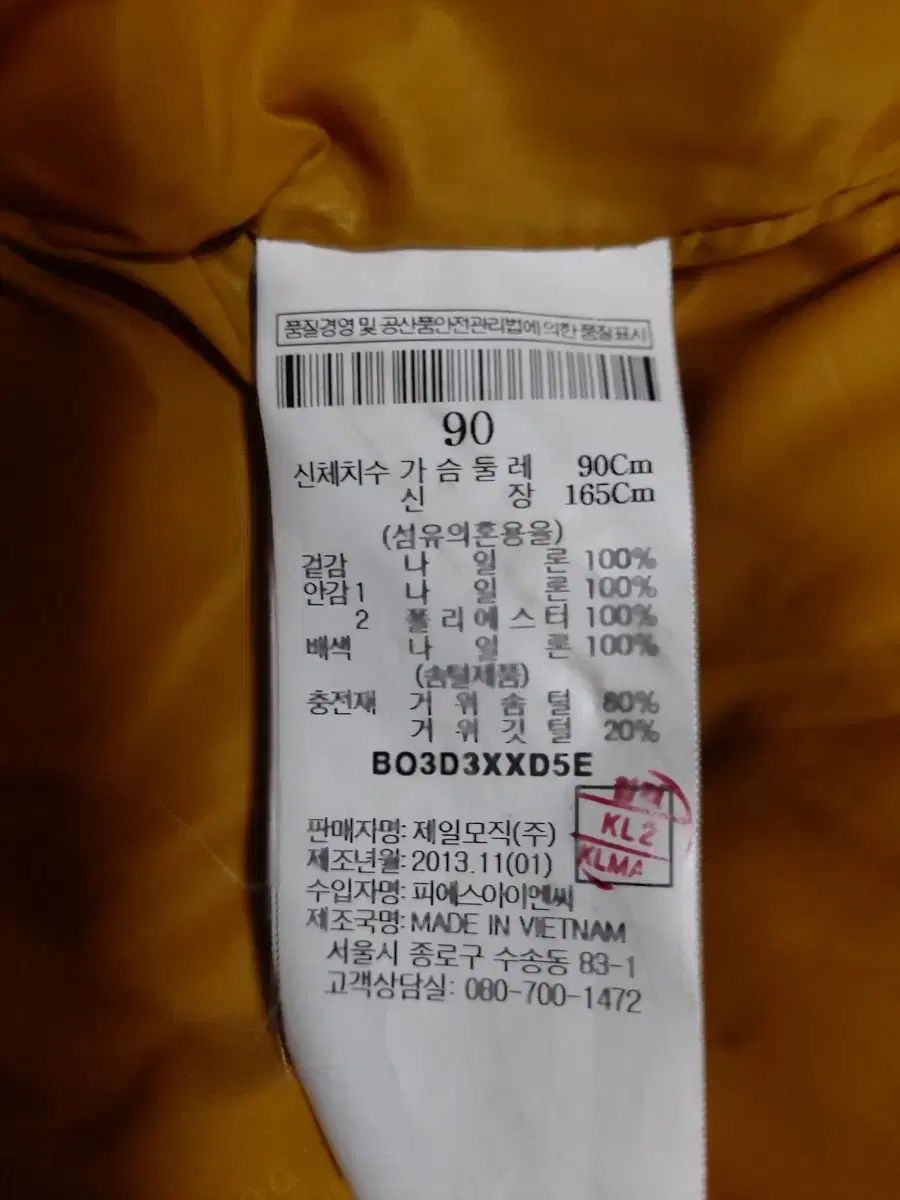 품질경영 및 공산품안전관리법에 의한 품질표시
90
신체치수 가슴둘레 90Cm
신장 165Cm
(섬유의혼용율)
겉감 나일론 100%
안감1 나일론 100%
2 폴리에스터 100%
배색 나일론 100%
(솜털제품)
충전재 거위솜털 80%
거위깃털 20%
BO3D3XXD5E
KL2
KLMA
판매자명: 제일모직(주)
제조년월: 2013.11(01)
수입자명: 피에스아이엔씨
제조국명: MADE IN VIETNAM
서울시 종로구 수송동 83-1
고객상담실: 080-700-1472